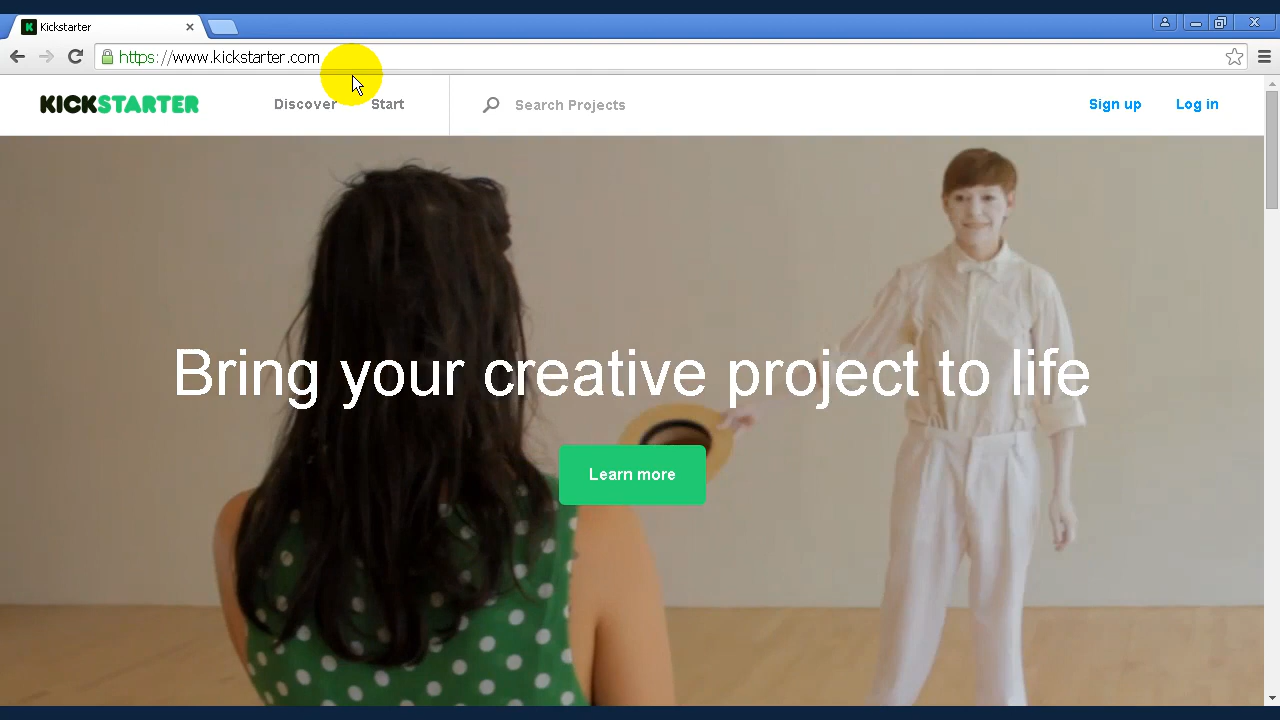 Kickstarter
https://www.kickstarter.com
KICKSTARTER
Discover
Start
Search Projects
Sign up
Log in
Bring your creative project to life
Learn more